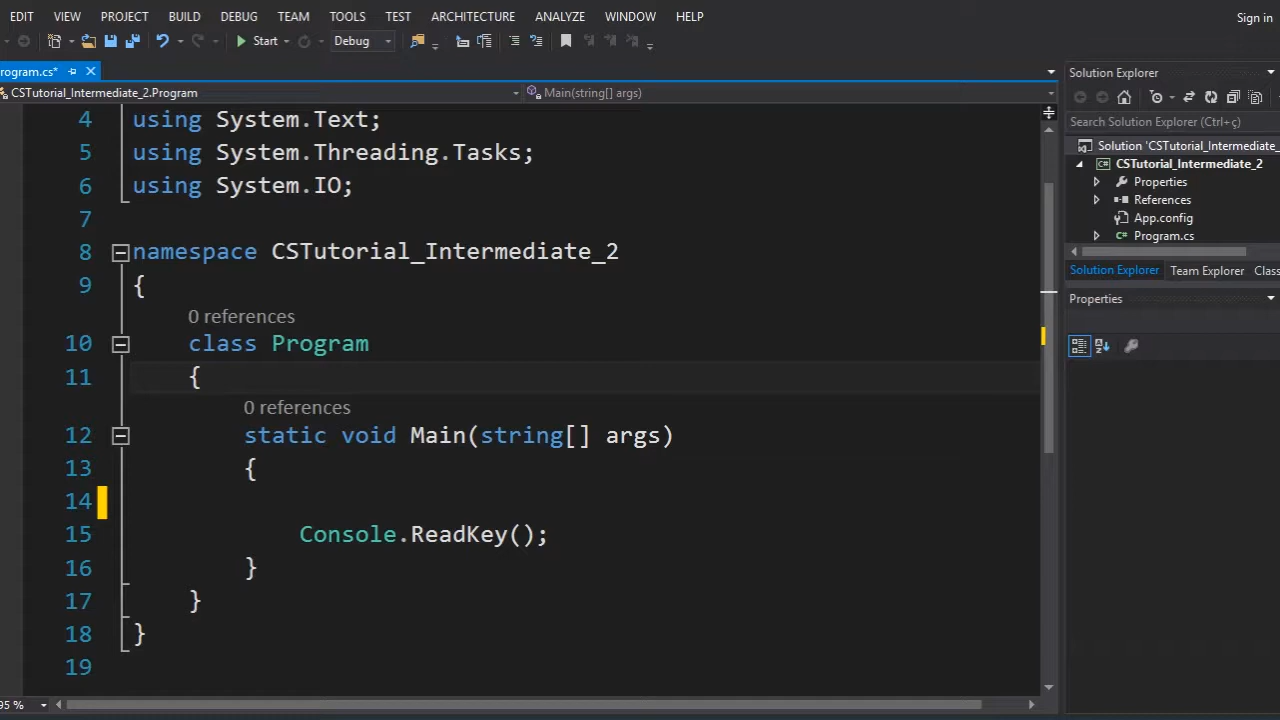 EDIT VIEW PROJECT BUILD DEBUG TEAM TOOLS TEST ARCHITECTURE ANALYZE WINDOW HELP
Sign in
Start Debug
rogram.cs*
CSTutorial_Intermediate_2.Program Main(string[] args)
4 using System.Text;
5 using System.Threading.Tasks;
6 using System.IO;
7
8 namespace CSTutorial_Intermediate_2
9 {
0 references
10 class Program
11 {
0 references
12 static void Main(string[] args)
13 {
14
15 Console.ReadKey();
16 }
17 }
18 }
19
95 %
Solution Explorer
Search Solution Explorer (Ctrl+ç)
Solution 'CSTutorial_Intermediate_
CSTutorial_Intermediate_2
Properties
References
App.config
Program.cs
Solution Explorer Team Explorer Class
Properties